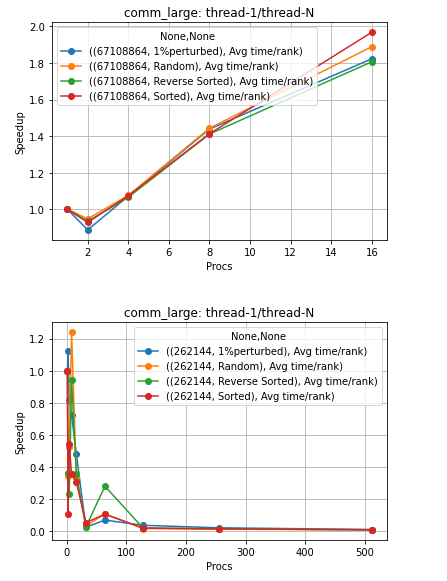 comm_large: thread-1/thread-N
None,None
((67108864, 1%perturbed), Avg time/rank)
((67108864, Random), Avg time/rank)
((67108864, Reverse Sorted), Avg time/rank)
((67108864, Sorted), Avg time/rank)
2.0
1.8
1.6
1.4
1.2
1.0
Speedup
2 4 6 8 10 12 14 16
Procs
comm_large: thread-1/thread-N
None,None
((262144, 1%perturbed), Avg time/rank)
((262144, Random), Avg time/rank)
((262144, Reverse Sorted), Avg time/rank)
((262144, Sorted), Avg time/rank)
1.2
1.0
0.8
0.6
0.4
0.2
0.0
Speedup
0 100 200 300 400 500
Procs